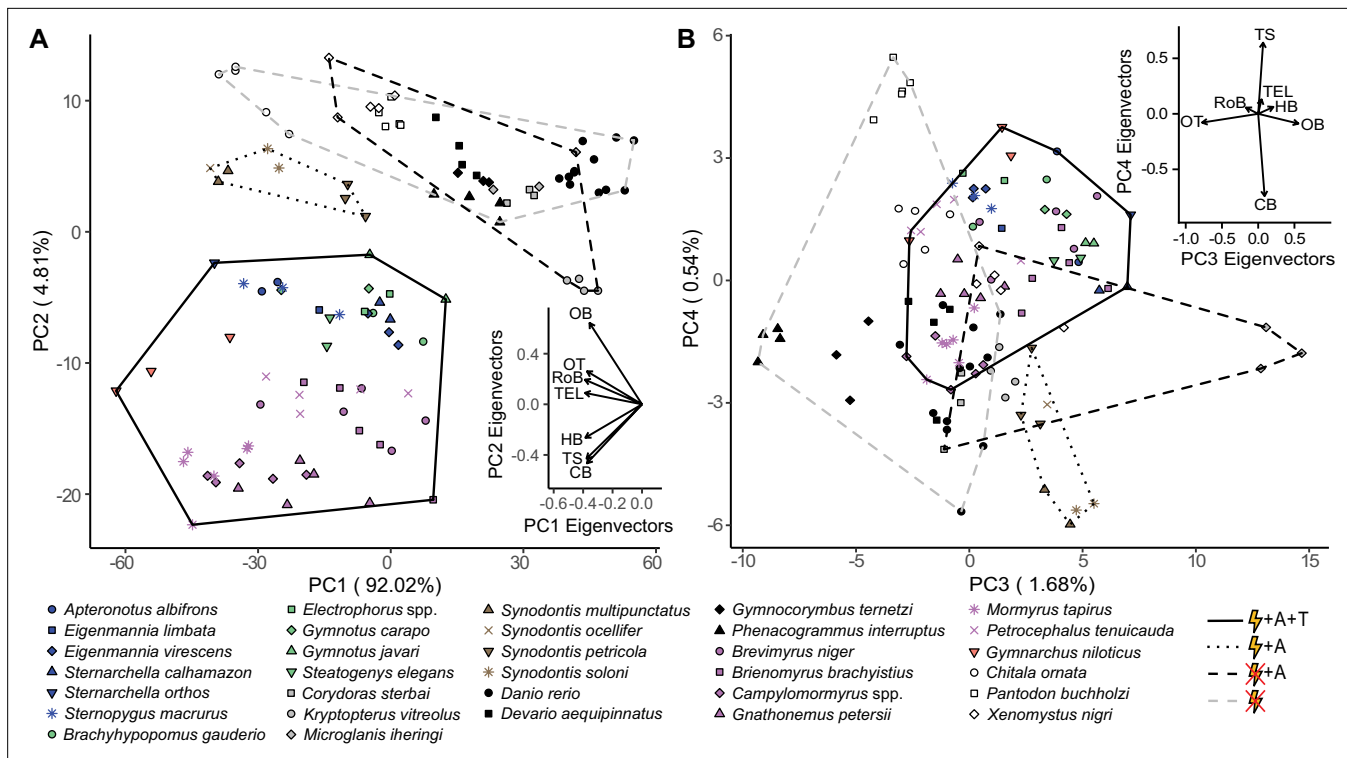 A
B
10
0
-10
-20
PC2 ( 4.81%)
-60
-30
0
30
60
PC1 ( 92.02%)
OB
OT
RoB
TEL
HB
TS
CB
0.4
0.0
-0.4
PC2 Eigenvectors
-0.6 -0.4 -0.2 0.0
PC1 Eigenvectors
6
3
0
-3
-6
PC4 ( 0.54%)
-10
-5
0
5
10
15
PC3 ( 1.68%)
TS
TEL
RoB
HB
OT
OB
CB
0.5
0.0
-0.5
PC4 Eigenvectors
-1.0 -0.5 0.0 0.5
PC3 Eigenvectors
Apteronotus albifrons
Eigenmannia limbata
Eigenmannia virescens
Sternarchella calhamazon
Sternarchella orthos
Sternopygus macrurus
Brachyhypopomus gauderio
Electrophorus spp.
Gymnotus carapo
Gymnotus javari
Steatogenys elegans
Corydoras sterbai
Kryptopterus vitreolus
Microglanis iheringi
Synodontis multipunctatus
Synodontis ocellifer
Synodontis petricola
Synodontis soloni
Danio rerio
Devario aequipinnatus
Gymnocorymbus ternetzi
Phenacogrammus interruptus
Brevimyrus niger
Brienomyrus brachyistius
Campylomormyrus spp.
Gnathonemus petersii
Mormyrus tapirus
Petrocephalus tenuicauda
Gymnarchus niloticus
Chitala ornata
Pantodon buchholzi
Xenomystus nigri
+A+T
+A
+A